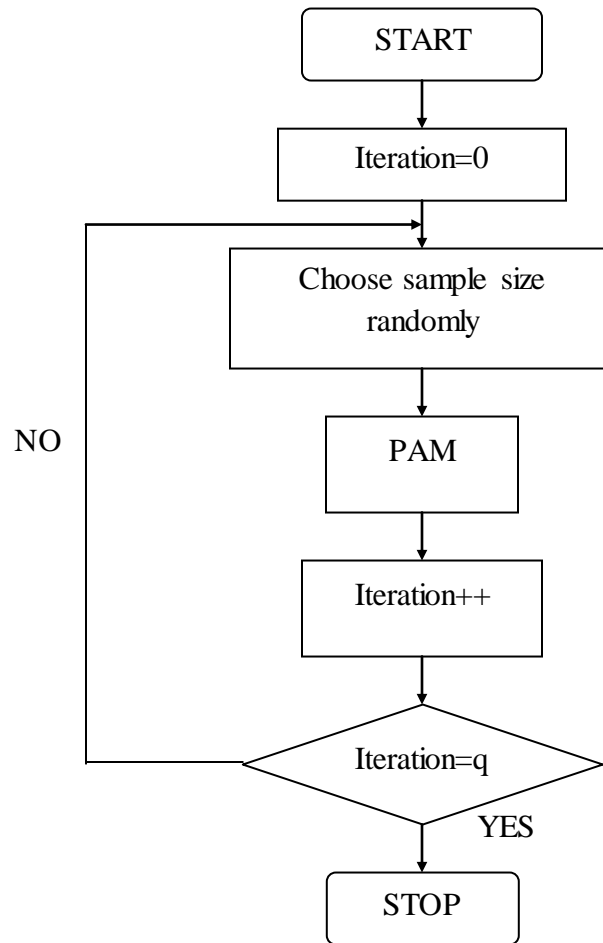 START
Iteration=0
Choose sample size
randomly
PAM
NO
Iteration++
Iteration=q
YES
STOP